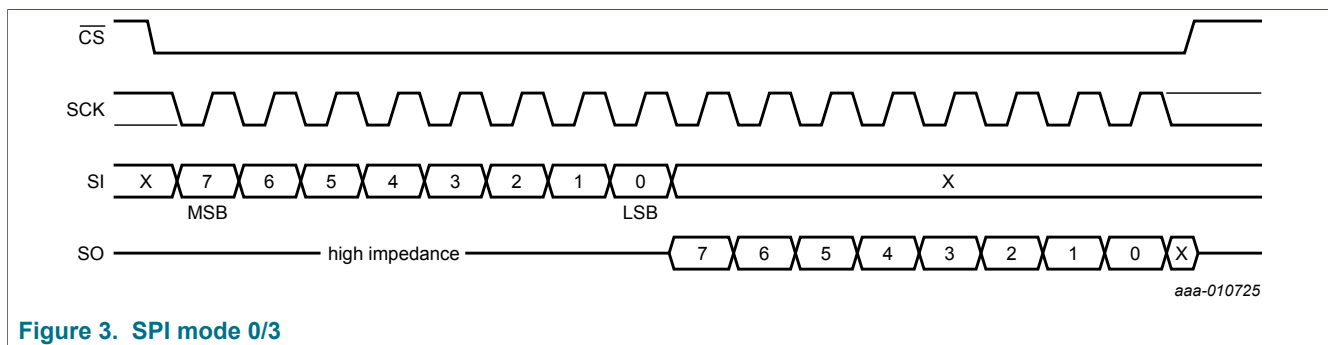 CS
SCK
SI X 7 6 5 4 3 2 1 0 X
MSB LSB
SO high impedance 7 6 5 4 3 2 1 0 X
aaa-010725
Figure 3. SPI mode 0/3